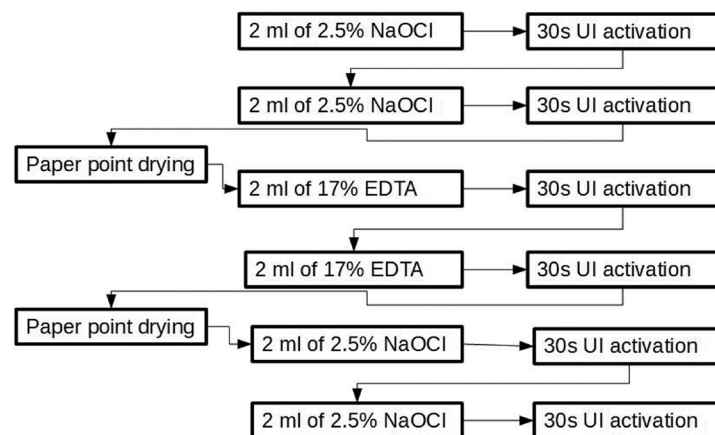 2 ml of 2.5% NaOCl
30s UI activation
2 ml of 2.5% NaOCl
30s UI activation
Paper point drying
2 ml of 17% EDTA
30s UI activation
2 ml of 17% EDTA
30s UI activation
Paper point drying
2 ml of 2.5% NaOCl
30s UI activation
2 ml of 2.5% NaOCl
30s UI activation